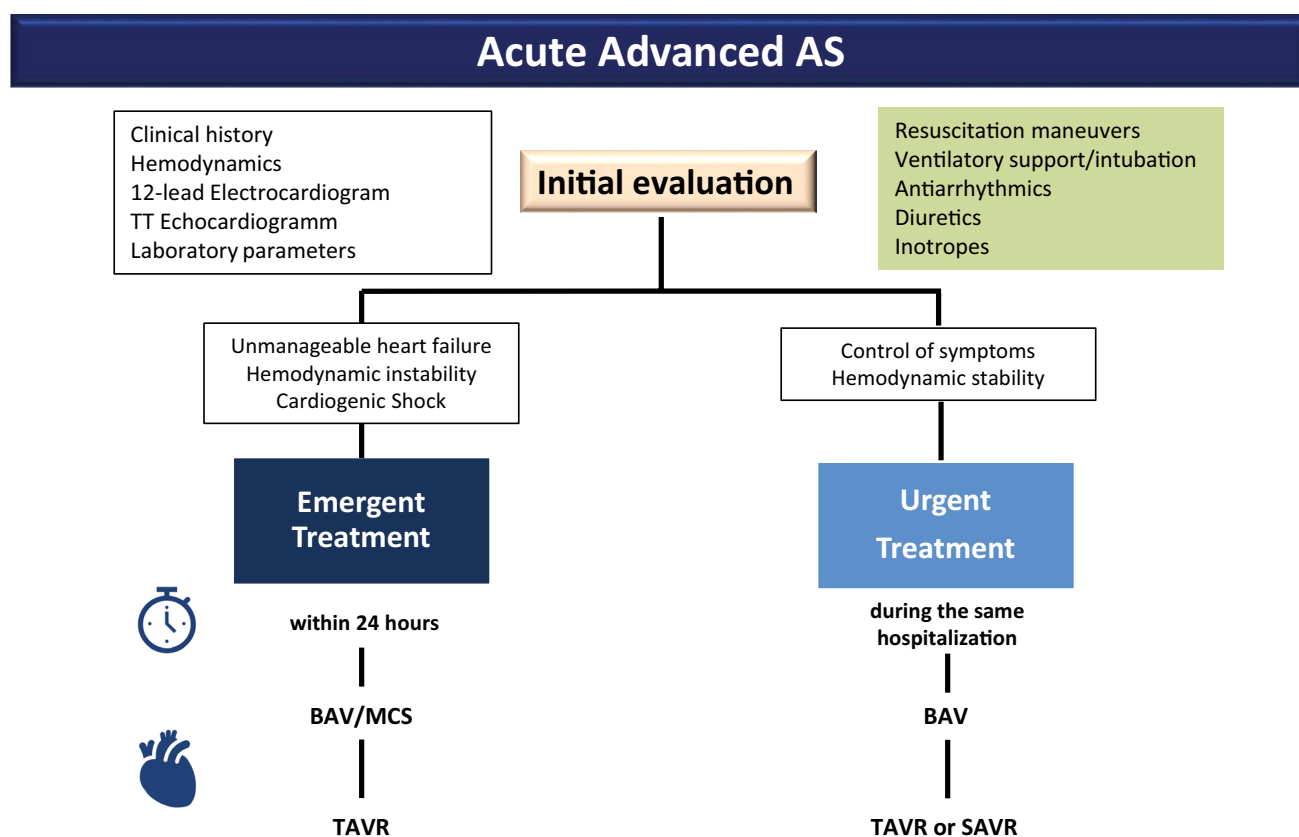 Acute Advanced AS
Clinical history
Hemodynamics
12-lead Electrocardiogram
TT Echocardiogramm
Laboratory parameters
Initial evaluation
Resuscitation maneuvers
Ventilatory support/intubation
Antiarrhythmics
Diuretics
Inotropes
Unmanageable heart failure
Hemodynamic instability
Cardiogenic Shock
Control of symptoms
Hemodynamic stability
Emergent
Treatment
Urgent
Treatment
within 24 hours
during the same
hospitalization
BAV/MCS
BAV
TAVR
TAVR or SAVR